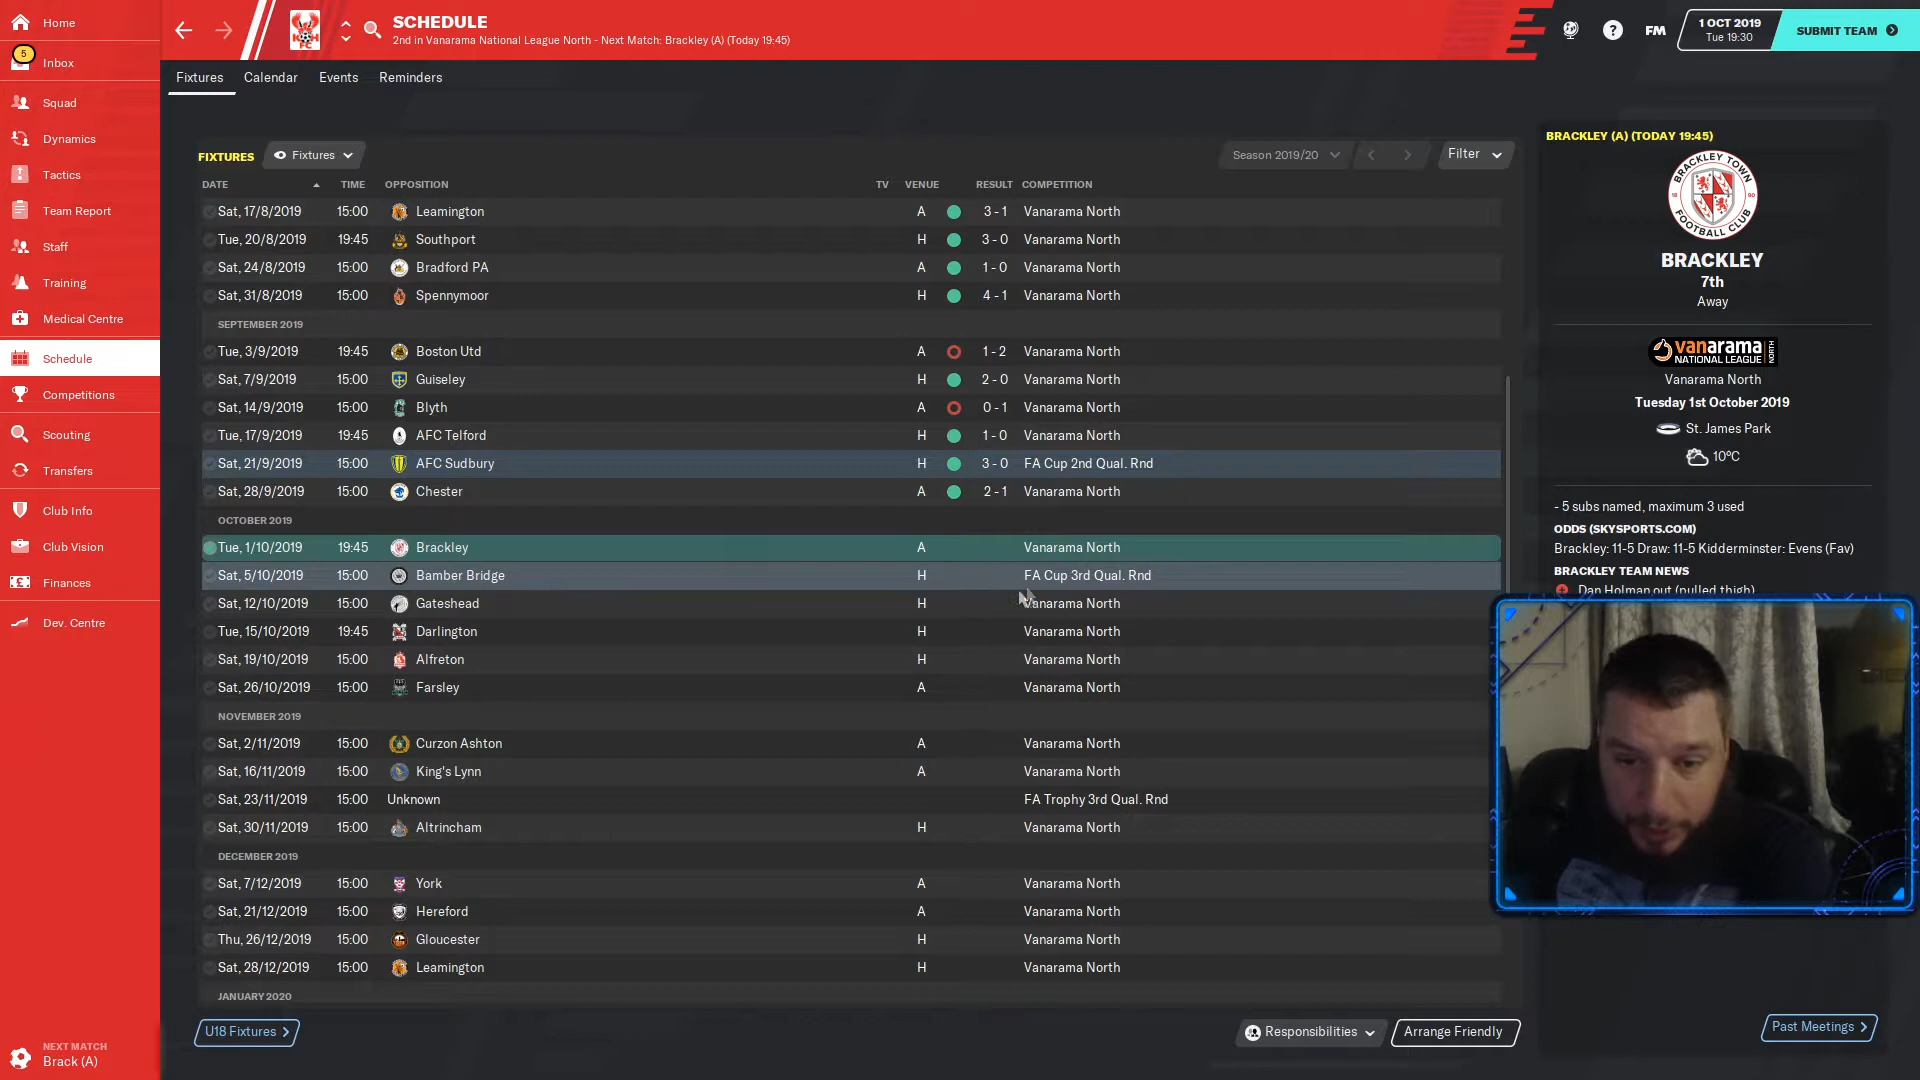 Home
5
Inbox
Squad
Dynamics
Tactics
Team Report
Staff
Training
Medical Centre
Schedule
Competitions
Scouting
Transfers
Club Info
Club Vision
Finances
Dev. Centre
NEXT MATCH
Brack (A)
SCHEDULE
2nd in Vanarama National League North - Next Match: Brackley (A) (Today 19:45)
FM
1 OCT 2019
Tue 19:30
SUBMIT TEAM
Fixtures Calendar Events Reminders
FIXTURES Fixtures Season 2019/20 Filter
DATE TIME OPPOSITION TV VENUE RESULT COMPETITION
Sat, 17/8/2019 15:00 Leamington A 3 - 1 Vanarama North
Tue, 20/8/2019 19:45 Southport H 3 - 0 Vanarama North
Sat, 24/8/2019 15:00 Bradford PA A 1 - 0 Vanarama North
Sat, 31/8/2019 15:00 Spennymoor H 4 - 1 Vanarama North
SEPTEMBER 2019
Tue, 3/9/2019 19:45 Boston Utd A 1 - 2 Vanarama North
Sat, 7/9/2019 15:00 Guiseley H 2 - 0 Vanarama North
Sat, 14/9/2019 15:00 Blyth A 0 - 1 Vanarama North
Tue, 17/9/2019 19:45 AFC Telford H 1 - 0 Vanarama North
Sat, 21/9/2019 15:00 AFC Sudbury H 3 - 0 FA Cup 2nd Qual. Rnd
Sat, 28/9/2019 15:00 Chester A 2 - 1 Vanarama North
OCTOBER 2019
Tue, 1/10/2019 19:45 Brackley A Vanarama North
Sat, 5/10/2019 15:00 Bamber Bridge H FA Cup 3rd Qual. Rnd
Sat, 12/10/2019 15:00 Gateshead H Vanarama North
Tue, 15/10/2019 19:45 Darlington H Vanarama North
Sat, 19/10/2019 15:00 Alfreton H Vanarama North
Sat, 26/10/2019 15:00 Farsley A Vanarama North
NOVEMBER 2019
Sat, 2/11/2019 15:00 Curzon Ashton A Vanarama North
Sat, 16/11/2019 15:00 King's Lynn A Vanarama North
Sat, 23/11/2019 15:00 Unknown FA Trophy 3rd Qual. Rnd
Sat, 30/11/2019 15:00 Altrincham H Vanarama North
DECEMBER 2019
Sat, 7/12/2019 15:00 York A Vanarama North
Sat, 21/12/2019 15:00 Hereford A Vanarama North
Thu, 26/12/2019 15:00 Gloucester H Vanarama North
Sat, 28/12/2019 15:00 Leamington H Vanarama North
JANUARY 2020
U18 Fixtures Responsibilities Arrange Friendly
BRACKLEY (A) (TODAY 19:45)
BRACKLEY TOWN
FOOTBALL CLUB
BRACKLEY
7th
Away
vanarama
NATIONAL LEAGUE NORTH
Vanarama North
Tuesday 1st October 2019
St. James Park
10ºC
- 5 subs named, maximum 3 used
ODDS (SKYSPORTS.COM)
Brackley: 11-5 Draw: 11-5 Kidderminster: Evens (Fav)
BRACKLEY TEAM NEWS
Dan Holman out (pulled thigh)
Past Meetings